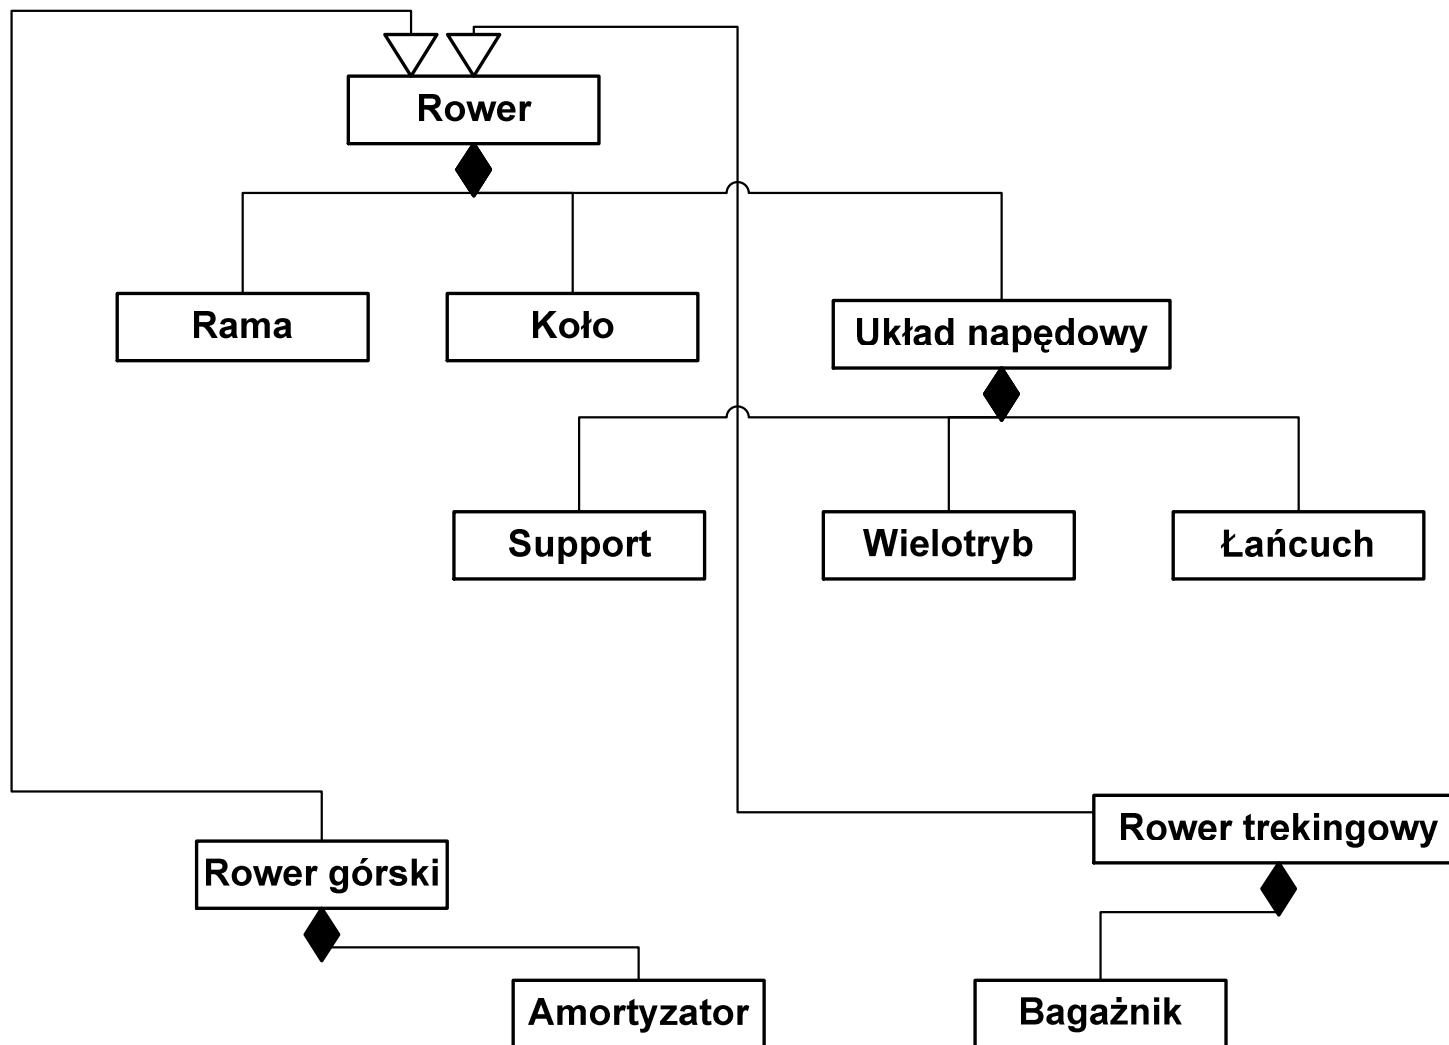 Rower
Rama
Koło
Układ napędowy
Support
Wielotryb
Łańcuch
Rower trekingowy
Rower górski
Amortyzator
Bagażnik